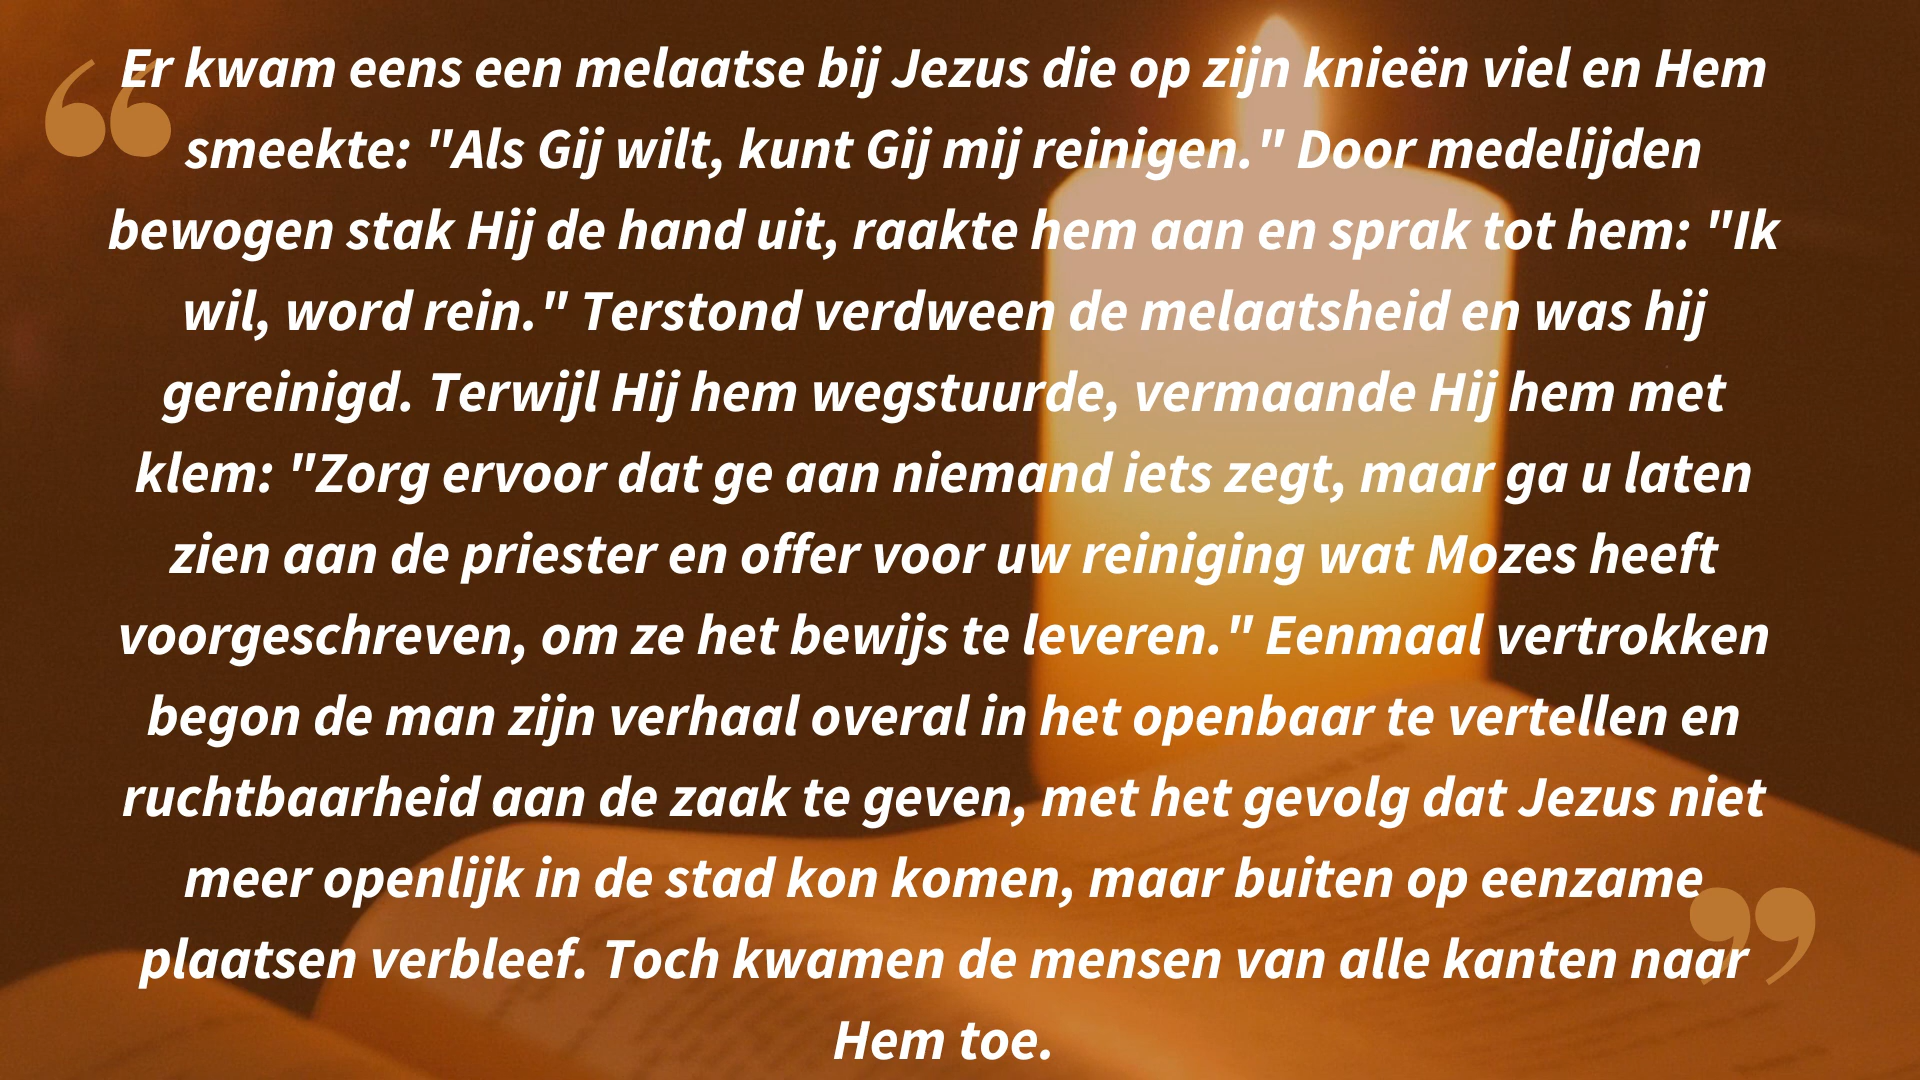 Er kwam eens een melaatse bij Jezus die op zijn knieën viel en Hem
smeekte: "Als Gij wilt, kunt Gij mij reinigen." Door medelijden
bewogen stak Hij de hand uit, raakte hem aan en sprak tot hem: "Ik
wil, word rein." Terstond verdween de melaatsheid en was hij
gereinigd. Terwijl Hij hem wegstuurde, vermaande Hij hem met
klem: "Zorg ervoor dat ge aan niemand iets zegt, maar ga u laten
zien aan de priester en offer voor uw reiniging wat Mozes heeft
voorgeschreven, om ze het bewijs te leveren." Eenmaal vertrokken
begon de man zijn verhaal overal in het openbaar te vertellen en
ruchtbaarheid aan de zaak te geven, met het gevolg dat Jezus niet
meer openlijk in de stad kon komen, maar buiten op eenzame
plaatsen verbleef. Toch kwamen de mensen van alle kanten naar
Hem toe.